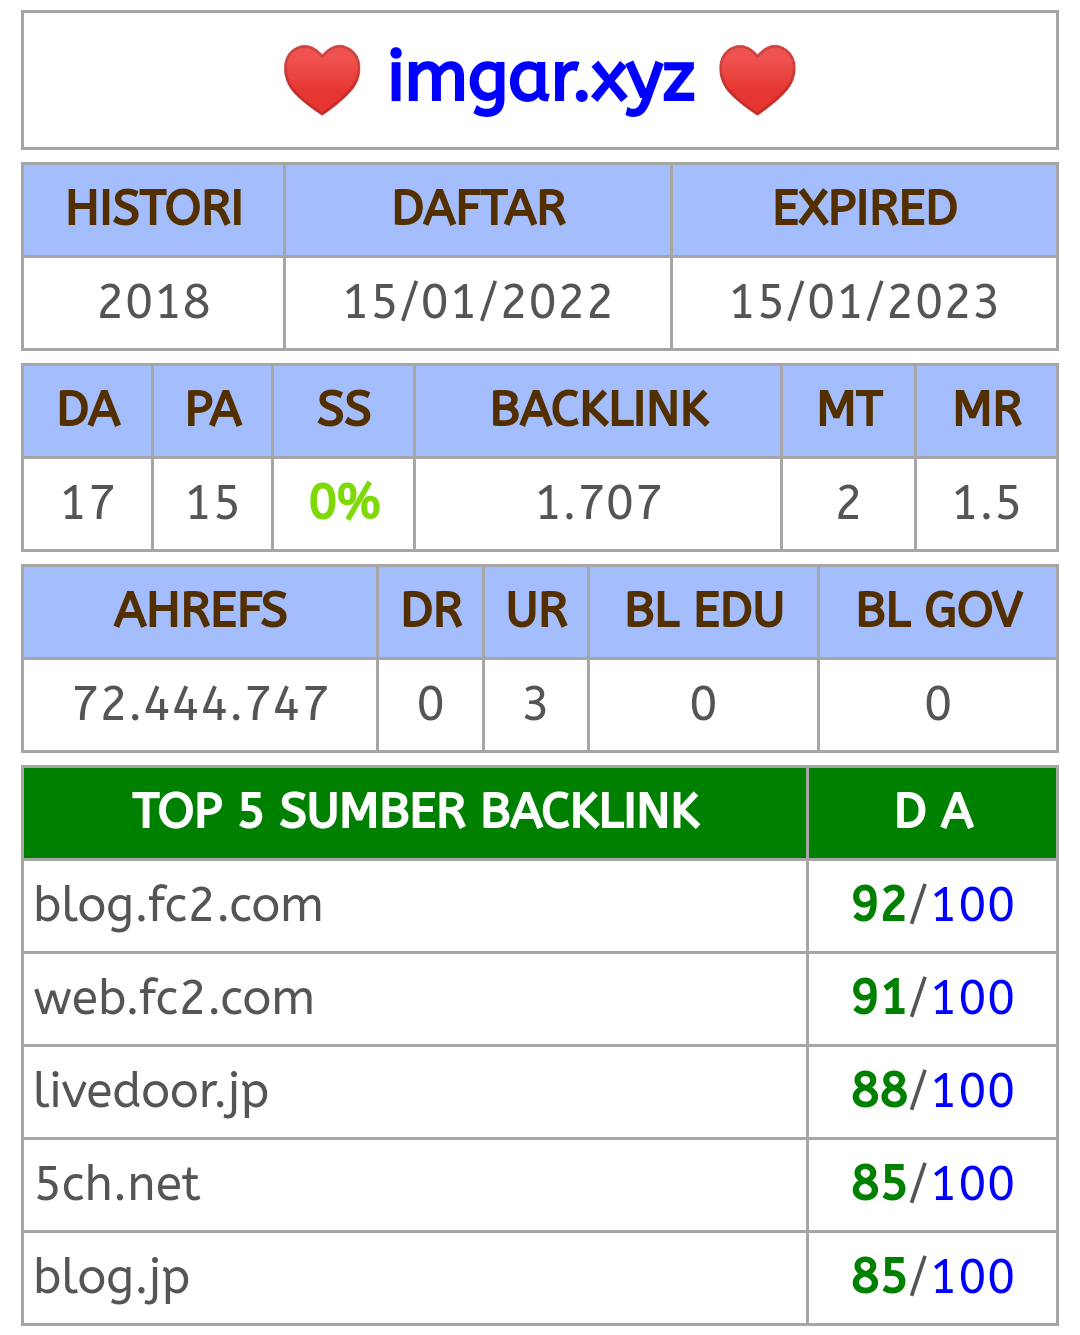 imgar.xyz
HISTORI DAFTAR EXPIRED
2018 15/01/2022 15/01/2023
DA PA SS BACKLINK MT MR
17 15 0% 1.707 2 1.5
AHREFS DR UR BL EDU BL GOV
72.444.747 0 3 0 0
TOP 5 SUMBER BACKLINK D A
blog.fc2.com 92/100
web.fc2.com 91/100
livedoor.jp 88/100
5ch.net 85/100
blog.jp 85/100